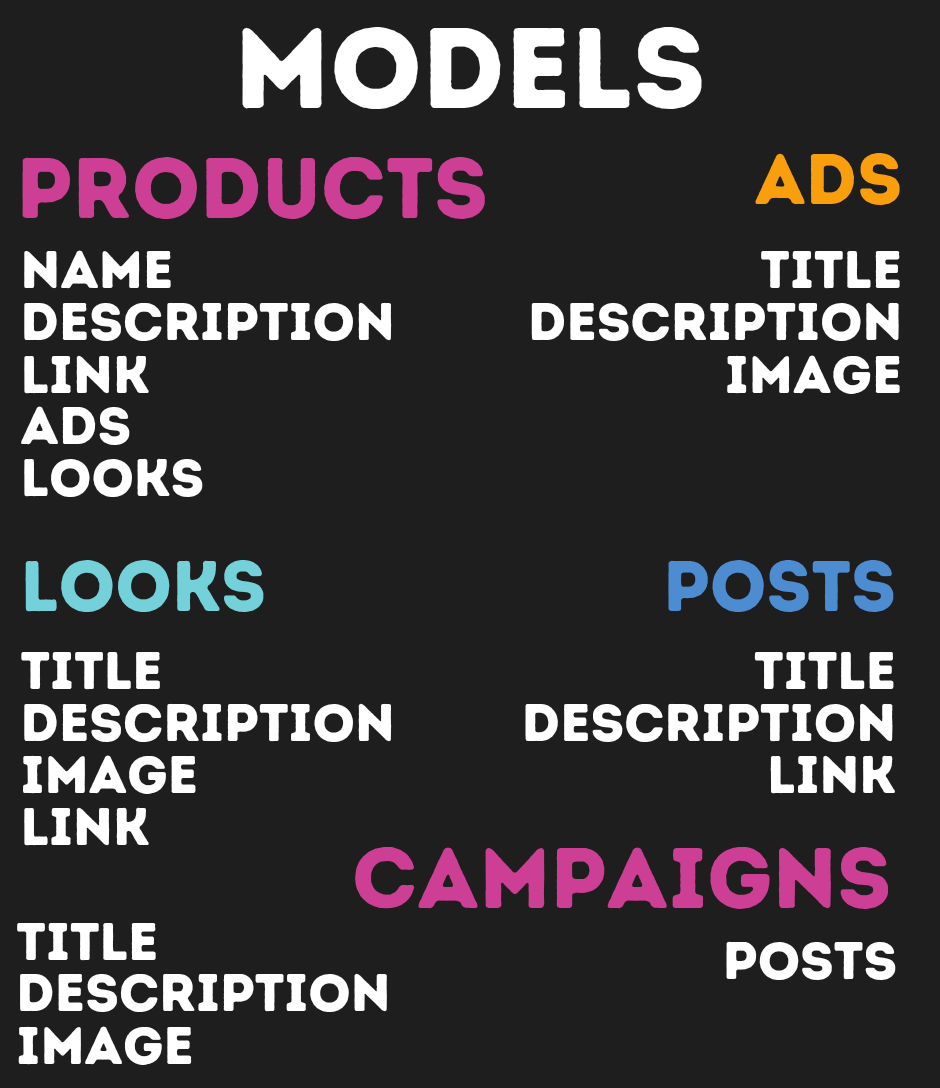 MODELS
PRODUCTS
NAME
DESCRIPTION
LINK
ADS
LOOKS
ADS
TITLE
DESCRIPTION
IMAGE
LOOKS
TITLE
DESCRIPTION
IMAGE
LINK
POSTS
TITLE
DESCRIPTION
LINK
CAMPAIGNS
TITLE
DESCRIPTION
IMAGE
POSTS